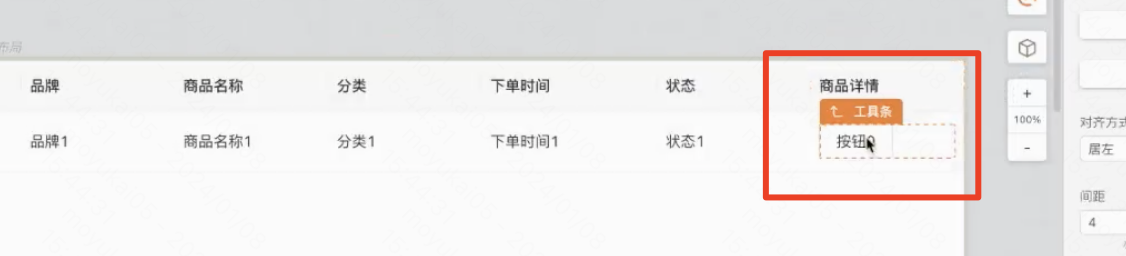 布局
品牌 商品名称 分类 下单时间 状态 商品详情
工具条
品牌1 商品名称1 分类1 下单时间1 状态1 按钮
+
100%
-
对齐方式
居左
间距
4